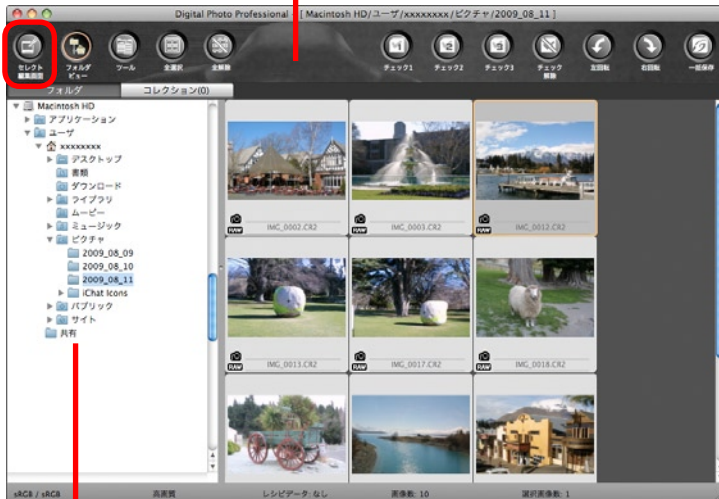 Digital Photo Professional - [ Macintosh HD/ユーザ/xxxxxxxx/ピクチャ/2009_08_11 ]
セレクト編集画面
フォルダビュー
ツール
全選択
全解除
チェック1
チェック2
チェック3
チェック解除
左回転
右回転
一括保存
フォルダ
コレクション(0)
Macintosh HD
アプリケーション
ユーザ
xxxxxxxx
デスクトップ
書類
ダウンロード
ライブラリ
ムービー
ミュージック
ピクチャ
2009_08_09
2009_08_10
2009_08_11
iChat Icons
パブリック
サイト
共有
RAW IMG_0002.CR2
RAW IMG_0003.CR2
RAW IMG_0012.CR2
RAW IMG_0013.CR2
RAW IMG_0017.CR2
RAW IMG_0018.CR2
sRGB / sRGB
高画質
レシピデータ: なし
画像数: 10
選択画像数: 1